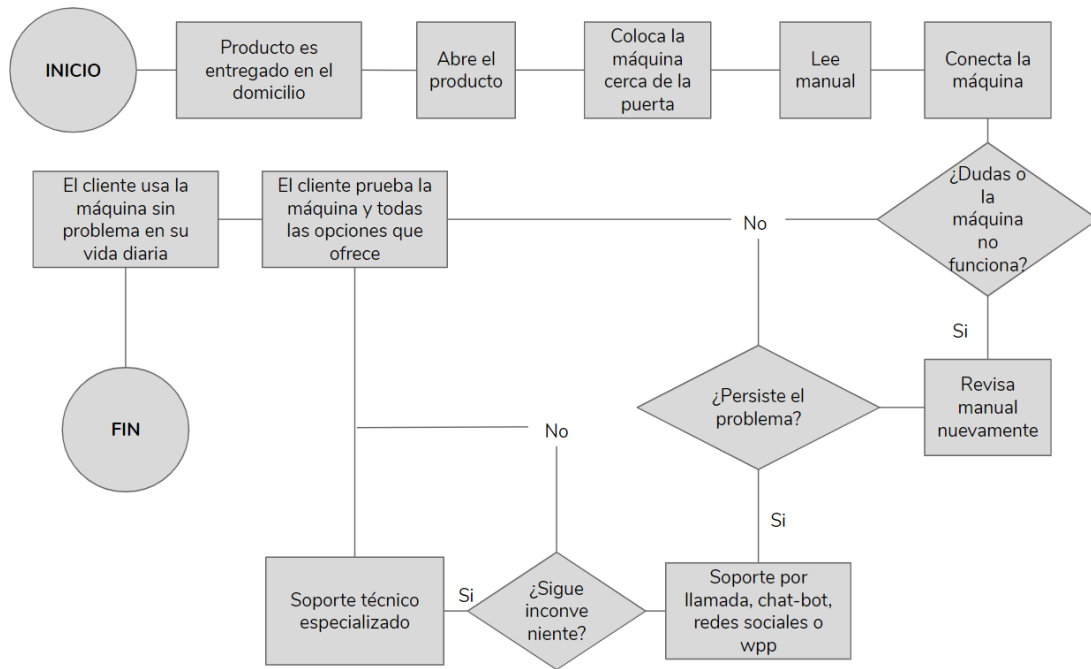 INICIO
Producto es
entregado en el
domicilio
Abre el
producto
Coloca la
máquina
cerca de la
puerta
Lee
manual
Conecta la
máquina
¿Dudas o
la
máquina
no
funciona?
No
Si
El cliente prueba la
máquina y todas
las opciones que
ofrece
El cliente usa la
máquina sin
problema en su
vida diaria
FIN
Revisa
manual
nuevamente
¿Persiste el
problema?
Si
Soporte por
llamada, chat-bot,
redes sociales o
wpp
¿Sigue
inconve
niente?
No
Si
Soporte técnico
especializado